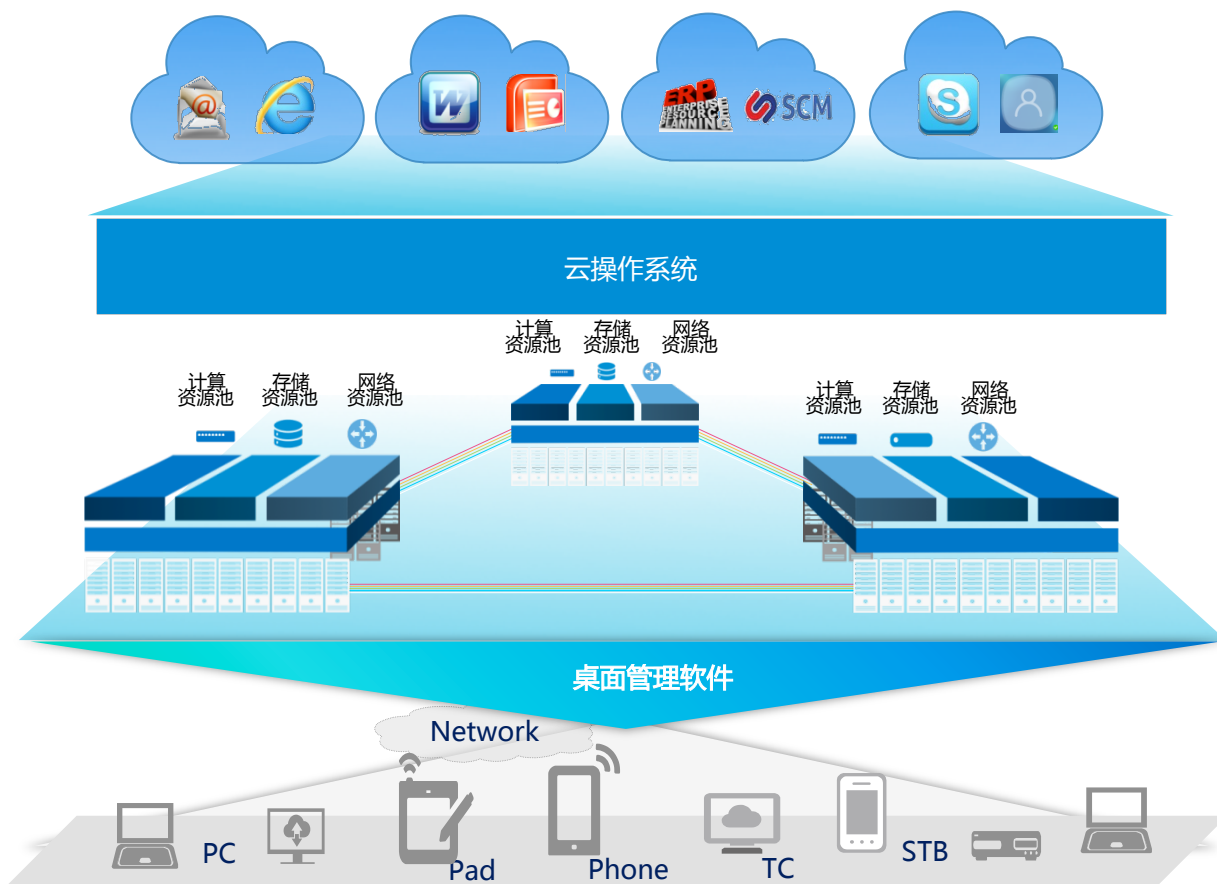 @
e
W
ERP
ENTERPRISE
RESOURCE
PLANNING
SCM
S
云操作系统
计算
资源池
存储
资源池
网络
资源池
计算
资源池
存储
资源池
网络
资源池
计算
资源池
存储
资源池
网络
资源池
桌面管理软件
Network
PC
Pad
Phone
TC
STB